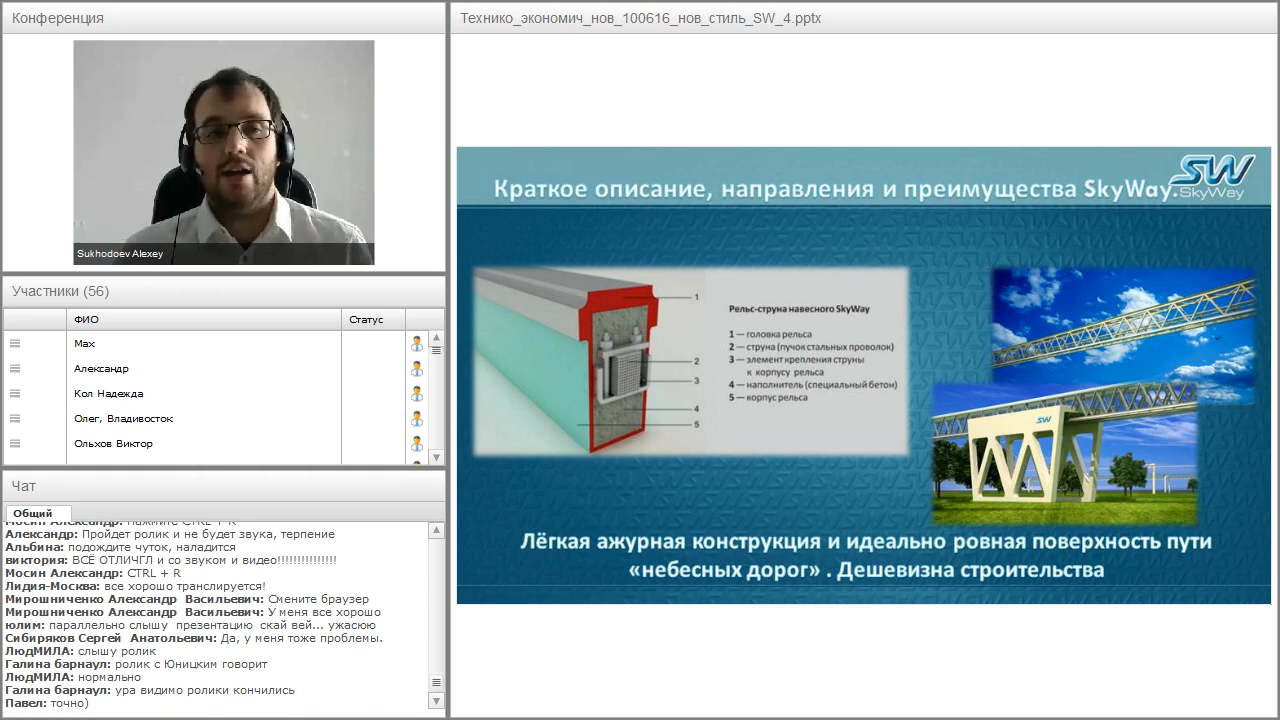 Конференция
Sukhodoev Alexey
Участники (56)
ФИО
Статус
Max
Александр
Кол Надежда
Олег, Владивосток
Ольхов Виктор
Чат
Общий
Мосин Александр: Нажмите CTRL + R
Александр: Пройдет ролик и не будет звука, терпение
Альбина: подождите чуток, наладится
виктория: ВСЁ ОТЛИЧГЛ и со звуком и видео!!!!!!!!!!!!!!!
Мосин Александр: CTRL + R
Лидия-Москва: все хорошо транслируется!
Мирошниченко Александр Васильевич: Смените браузер
Мирошниченко Александр Васильевич: У меня все хорошо
юлим: параллельно слышу презентацию скай вей... ужасюю
Сибиряков Сергей Анатольевич: Да, у меня тоже проблемы.
ЛюдМИЛА: слышу ролик
Галина барнаул: ролик с Юницким говорит
ЛюдМИЛА: нормально
Галина барнаул: ура видимо ролики кончились
Павел: точно)
Технико_экономич_нов_100616_нов_стиль_SW_4.pptx
Краткое описание, направления и преимущества SkyWay.
SW
SkyWay
1
2
3
4
5
Рельс-струна навесного SkyWay
1 — головка рельса
2 — струна (пучок стальных проволок)
3 — элемент крепления струны
к корпусу рельса
4 — наполнитель (специальный бетон)
5 — корпус рельса
SW
Лёгкая ажурная конструкция и идеально ровная поверхность пути
«небесных дорог» . Дешевизна строительства